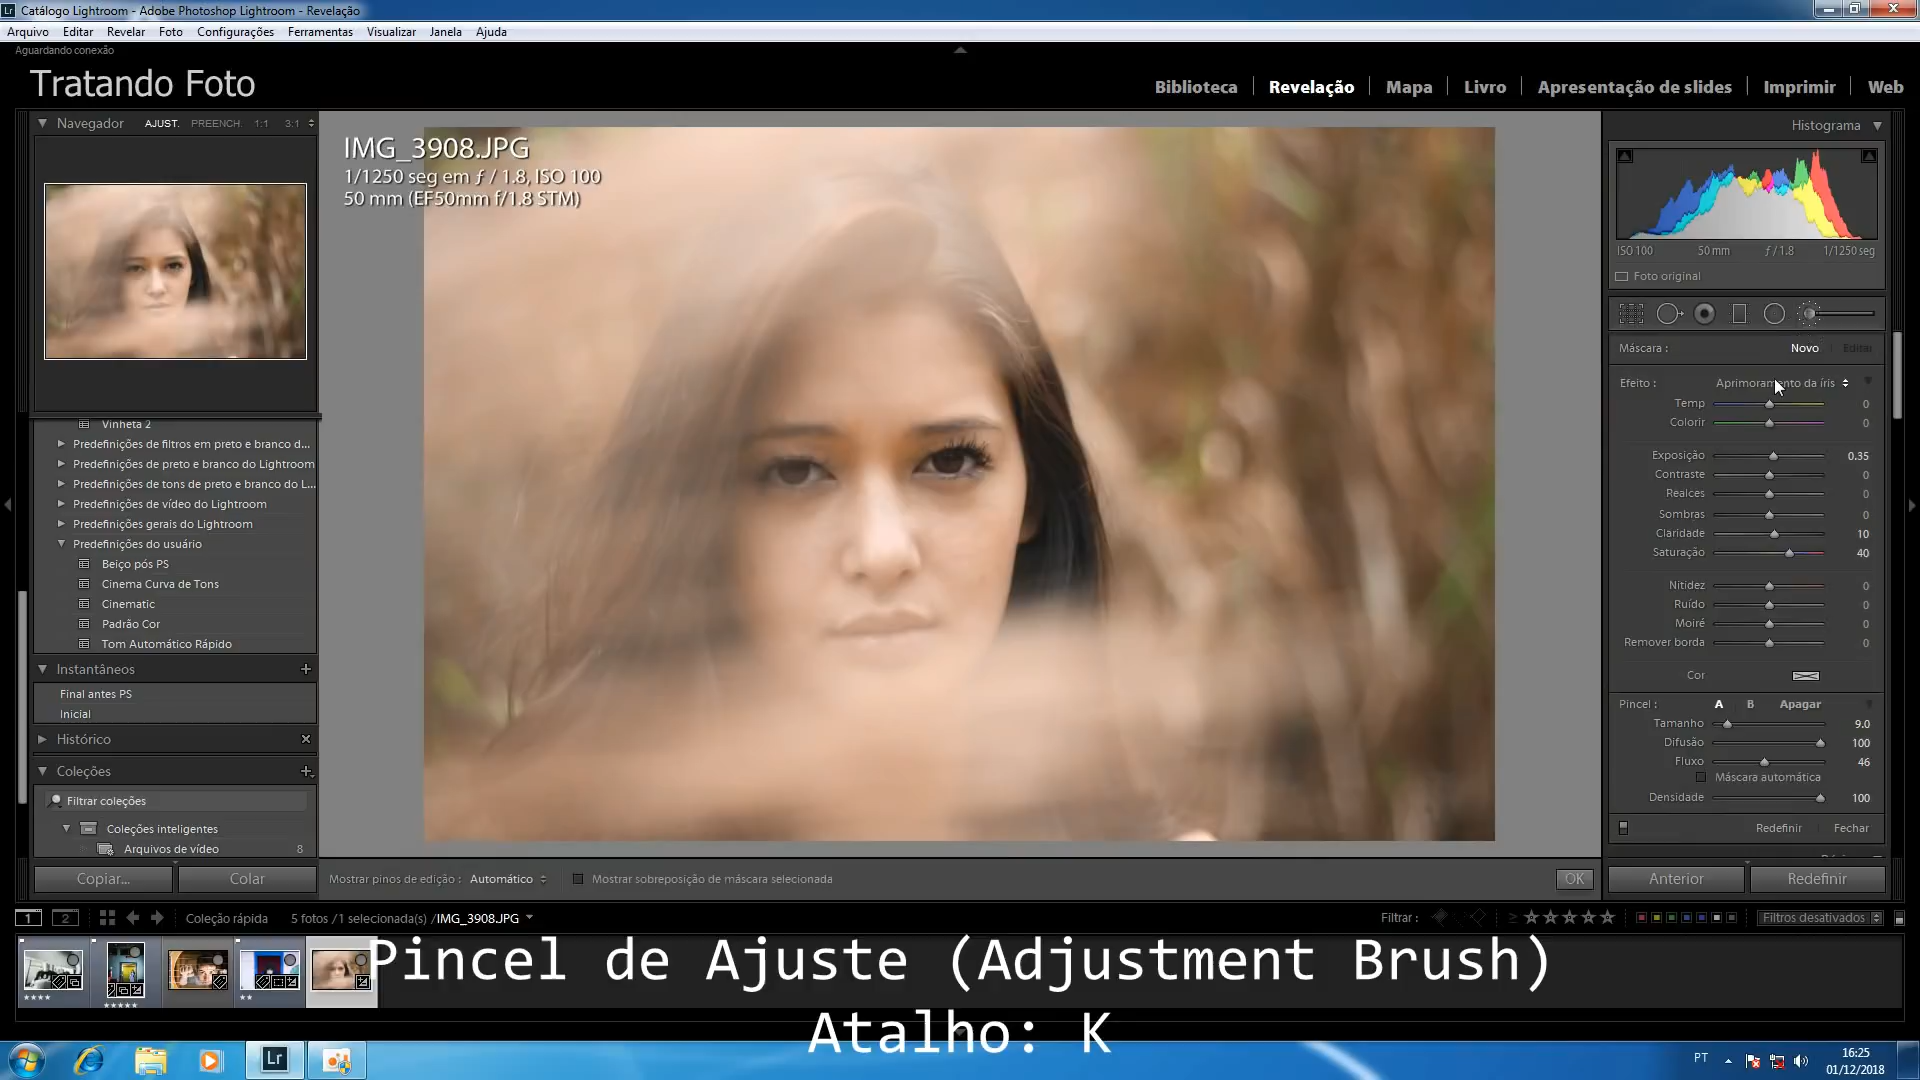 Catálogo Lightroom - Adobe Photoshop Lightroom - Revelação
Arquivo Editar Revelar Foto Configurações Ferramentas Visualizar Janela Ajuda
Aguardando conexão
Tratando Foto
Biblioteca Revelação Mapa Livro Apresentação de slides Imprimir Web
Navegador AJUST. PREENCH. 1:1 3:1
Vinheta 2
Predefinições de filtros em preto e branco d...
Predefinições de preto e branco do Lightroom
Predefinições de tons de preto e branco do L...
Predefinições de vídeo do Lightroom
Predefinições gerais do Lightroom
Predefinições do usuário
Beiço pós PS
Cinema Curva de Tons
Cinematic
Padrão Cor
Tom Automático Rápido
Instantâneos
Final antes PS
Inicial
Histórico
Coleções
Filtrar coleções
Coleções inteligentes
Arquivos de vídeo 8
Copiar... Colar
IMG_3908.JPG
1/1250 seg em ƒ / 1.8, ISO 100
50 mm (EF50mm f/1.8 STM)
Mostrar pinos de edição : Automático
Mostrar sobreposição de máscara selecionada
OK
Histograma
ISO 100 50 mm ƒ / 1.8 1/1250 seg
Foto original
Máscara : Novo Editar
Efeito : Aprimoramento da íris
Temp 0
Colorir 0
Exposição 0.35
Contraste 0
Realces 0
Sombras 0
Claridade 10
Saturação 40
Nitidez 0
Ruído 0
Moiré 0
Remover borda 0
Cor
Pincel : A B Apagar
Tamanho 9.0
Difusão 100
Fluxo 46
Máscara automática
Densidade 100
Redefinir Fechar
Anterior Redefinir
1 2 Coleção rápida 5 fotos /1 selecionada(s) /IMG_3908.JPG
Filtrar : Filtros desativados
Pincel de Ajuste (Adjustment Brush)
Atalho: K
Lr
PT
16:25
01/12/2018